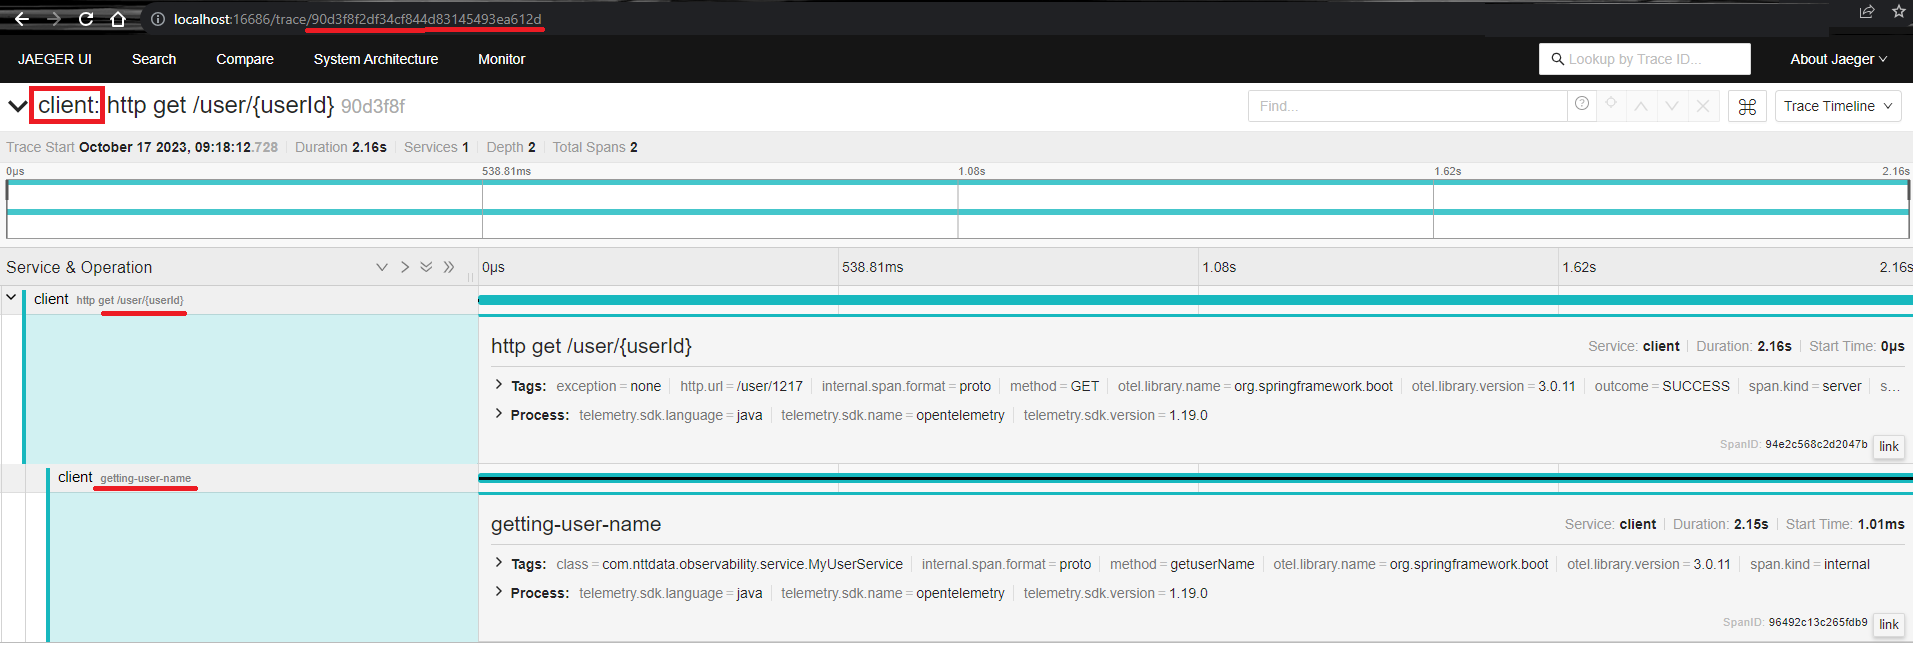 localhost:16686/trace/90d3f8f2df34cf844d83145493ea612d
JAEGER UI Search Compare System Architecture Monitor Lookup by Trace ID... About Jaeger
client: http get /user/{userId} 90d3f8f Find... Trace Timeline
Trace Start October 17 2023, 09:18:12.728 Duration 2.16s Services 1 Depth 2 Total Spans 2
0μs 538.81ms 1.08s 1.62s 2.16s
Service & Operation 0μs 538.81ms 1.08s 1.62s 2.16s
client http get /user/{userId}
http get /user/{userId} Service: client Duration: 2.16s Start Time: 0μs
Tags: exception = none http.url = /user/1217 internal.span.format = proto method = GET otel.library.name = org.springframework.boot otel.library.version = 3.0.11 outcome = SUCCESS span.kind = server s...
Process: telemetry.sdk.language = java telemetry.sdk.name = opentelemetry telemetry.sdk.version = 1.19.0
SpanID: 94e2c568c2d2047b link
client getting-user-name
getting-user-name Service: client Duration: 2.15s Start Time: 1.01ms
Tags: class = com.nttdata.observability.service.MyUserService internal.span.format = proto method = getuserName otel.library.name = org.springframework.boot otel.library.version = 3.0.11 span.kind = internal
Process: telemetry.sdk.language = java telemetry.sdk.name = opentelemetry telemetry.sdk.version = 1.19.0
SpanID: 96492c13c265fdb9 link